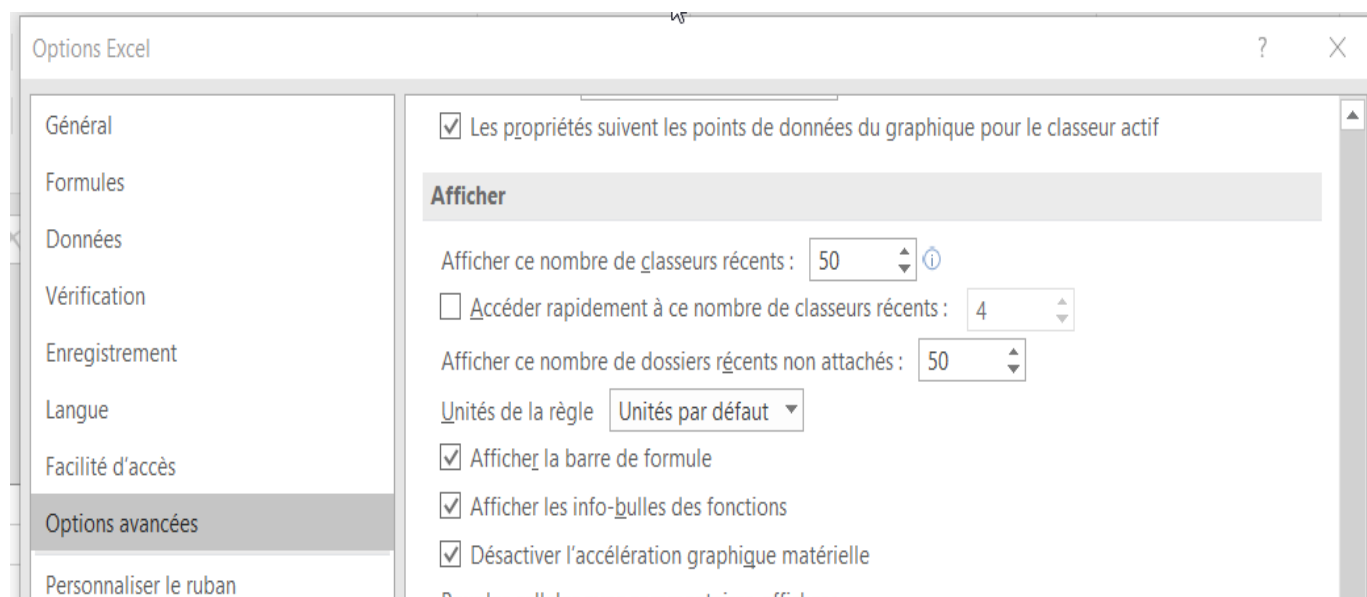 Options Excel
Général
Formules
Données
Vérification
Enregistrement
Langue
Facilité d'accès
Options avancées
Personnaliser le ruban
Les propriétés suivent les points de données du graphique pour le classeur actif
Afficher
Afficher ce nombre de classeurs récents : 50
Accéder rapidement à ce nombre de classeurs récents : 4
Afficher ce nombre de dossiers récents non attachés : 50
Unités de la règle Unités par défaut
Afficher la barre de formule
Afficher les info-bulles des fonctions
Désactiver l'accélération graphique matérielle